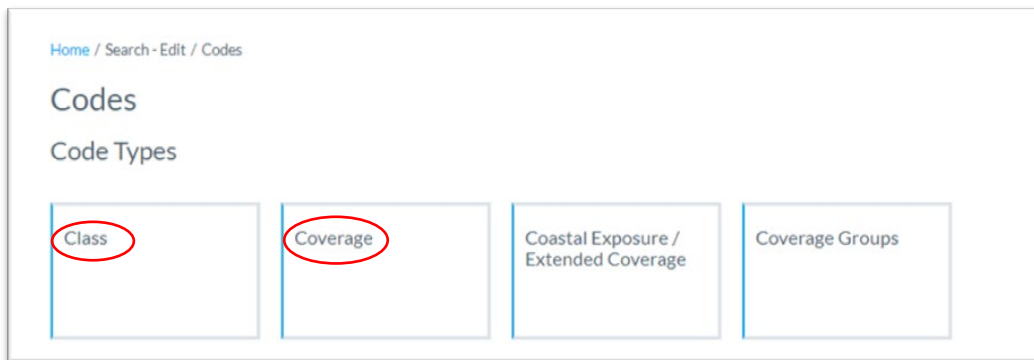 Home / Search - Edit / Codes
Codes
Code Types
Class
Coverage
Coastal Exposure /
Extended Coverage
Coverage Groups